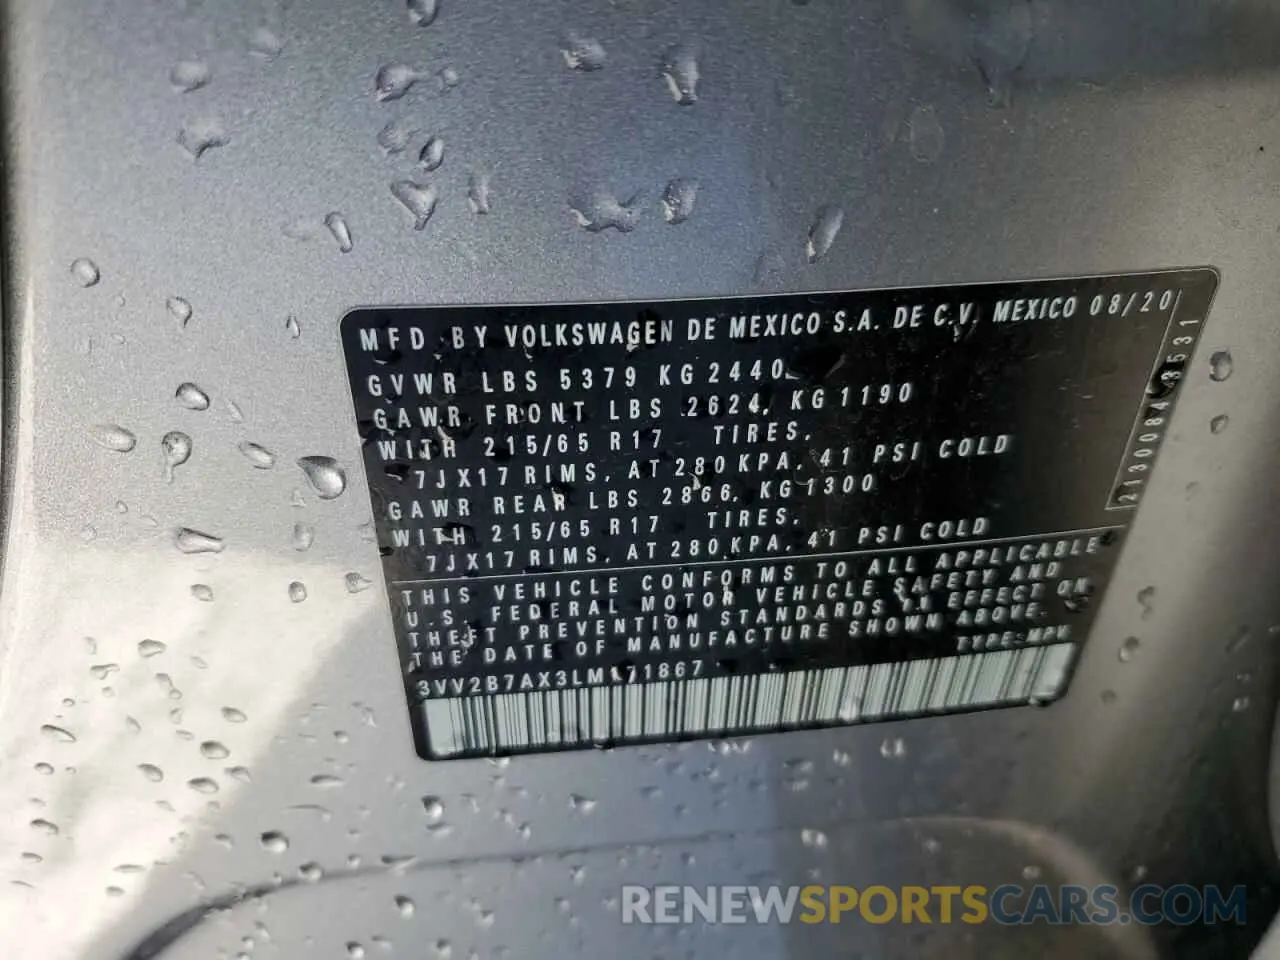 MFD. BY VOLKSWAGEN DE MEXICO S.A. DE C.V. MEXICO 08/20
GVWR LBS 5379 KG 2440
GAWR FRONT LBS 2624, KG 1190
WITH 215/65 R17 TIRES,
7JX17 RIMS, AT 280 KPA, 41 PSI COLD
GAWR REAR LBS 2866, KG 1300
WITH 215/65 R17 TIRES,
7JX17 RIMS, AT 280 KPA, 41 PSI COLD
THIS VEHICLE CONFORMS TO ALL APPLICABLE
U.S. FEDERAL MOTOR VEHICLE SAFETY AND
THEFT PREVENTION STANDARDS IN EFFECT ON
THE DATE OF MANUFACTURE SHOWN ABOVE.
3VV2B7AX3LM171867
TYPE: MPV
RENEWSPORTSCARS.COM